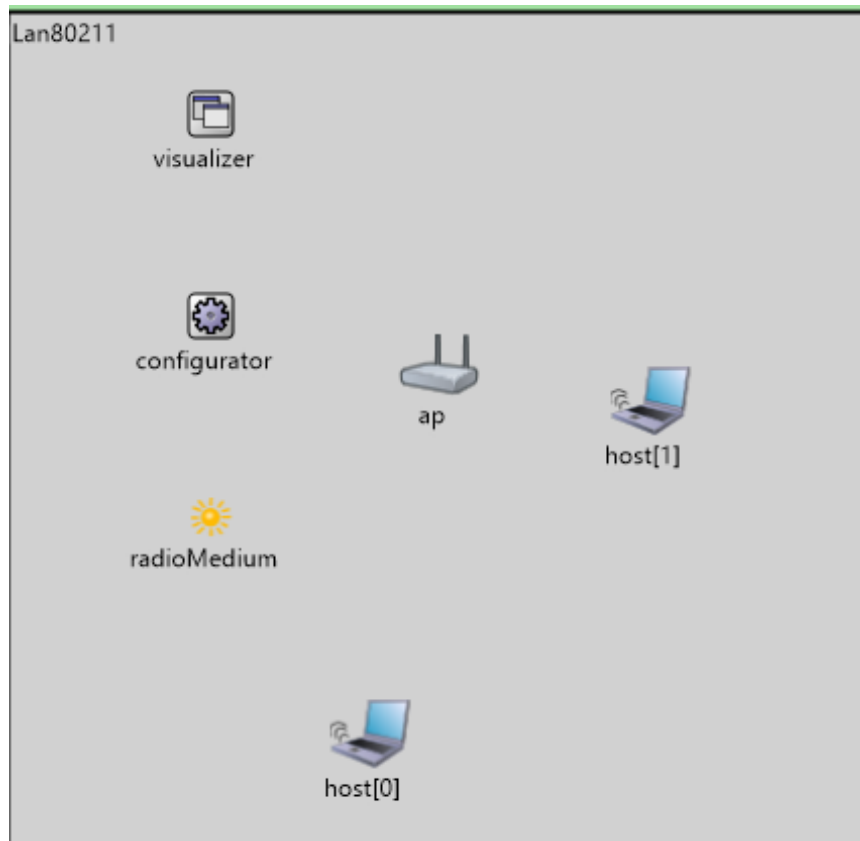 Lan80211
visualizer
configurator
ap
host[1]
radioMedium
host[0]